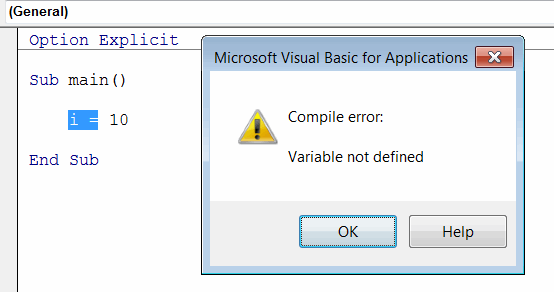 (General)
Option Explicit
Sub main()
i = 10
End Sub
Microsoft Visual Basic for Applications
Compile error:
Variable not defined
OK
Help